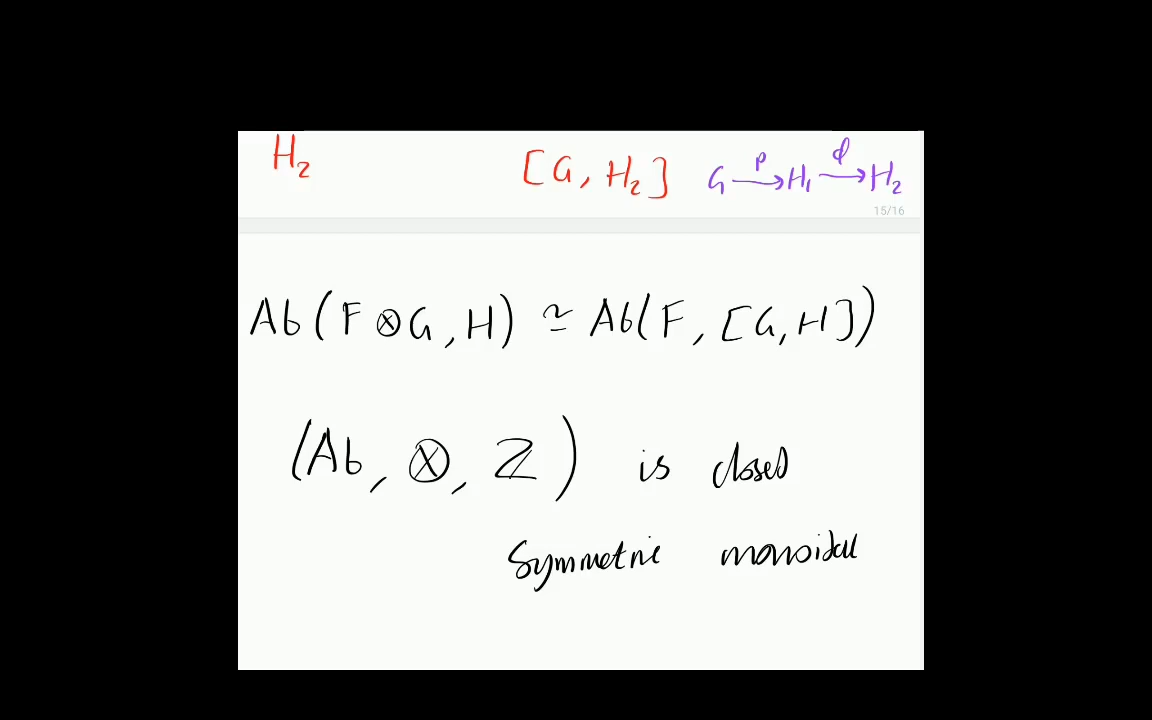 H₂ [G, H₂] G →p H₁ →φ H₂
15/16
Ab(F⊗G, H) ≃ Ab(F, [G, H])
(Ab, ⊗, ℤ) is closed
Symmetric monoidal